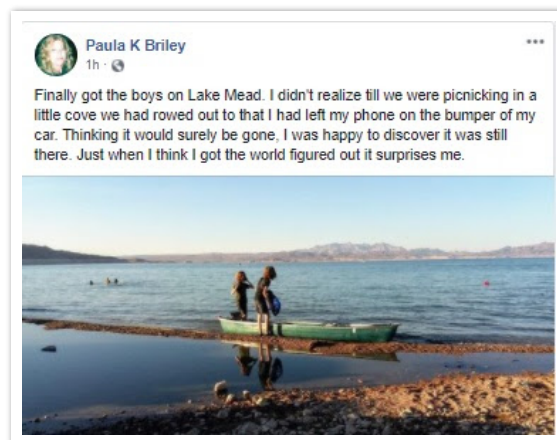 Paula K Briley
1h ·
Finally got the boys on Lake Mead. I didn't realize till we were picnicking in a
little cove we had rowed out to that I had left my phone on the bumper of my
car. Thinking it would surely be gone, I was happy to discover it was still
there. Just when I think I got the world figured out it surprises me.